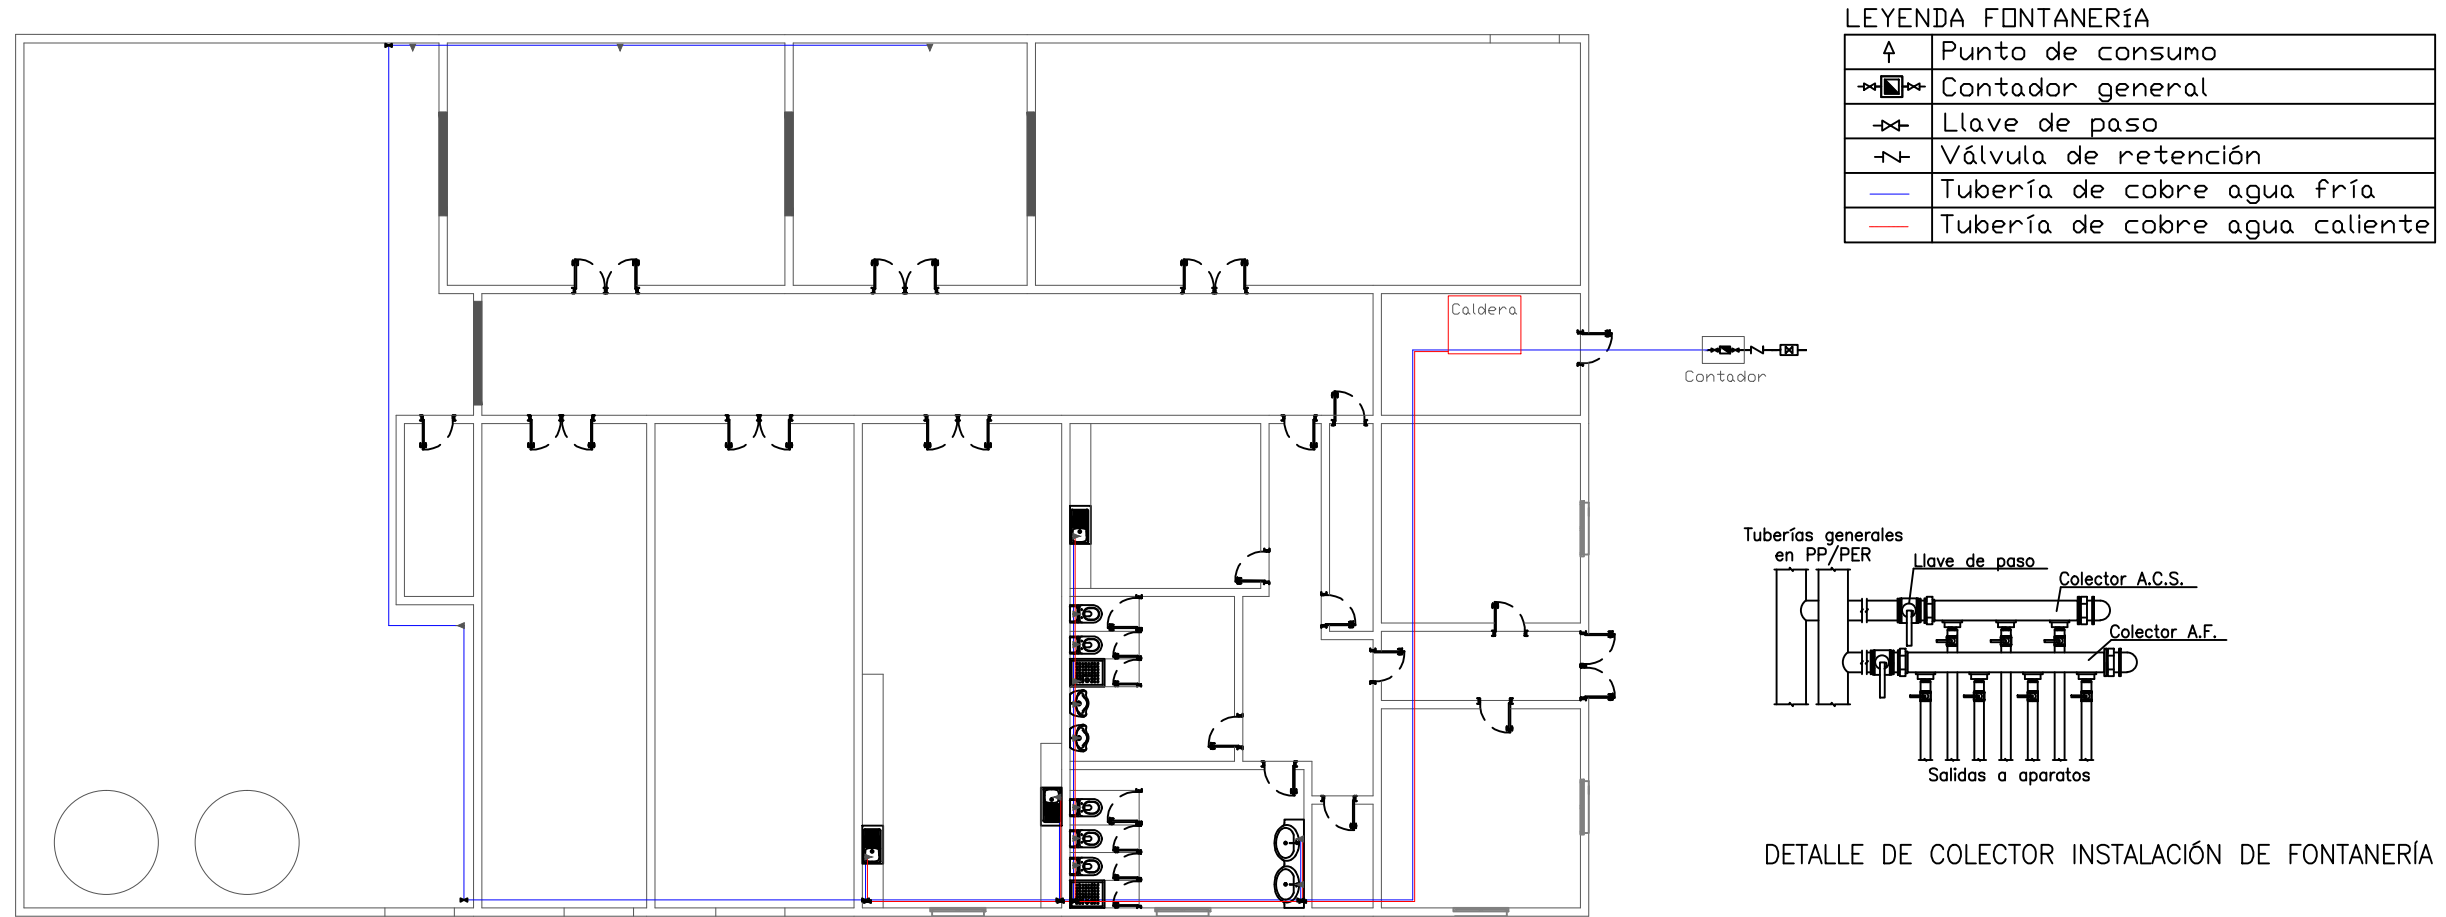 LEYENDA FONTANERíA
Punto de consumo
Contador general
Llave de paso
Válvula de retención
Tubería de cobre agua fría
Tubería de cobre agua caliente
Caldera
Contador
Tuberías generales
en PP/PER
Llave de paso
Colector A.C.S.
Colector A.F.
Salidas a aparatos
DETALLE DE COLECTOR INSTALACIÓN DE FONTANERÍA